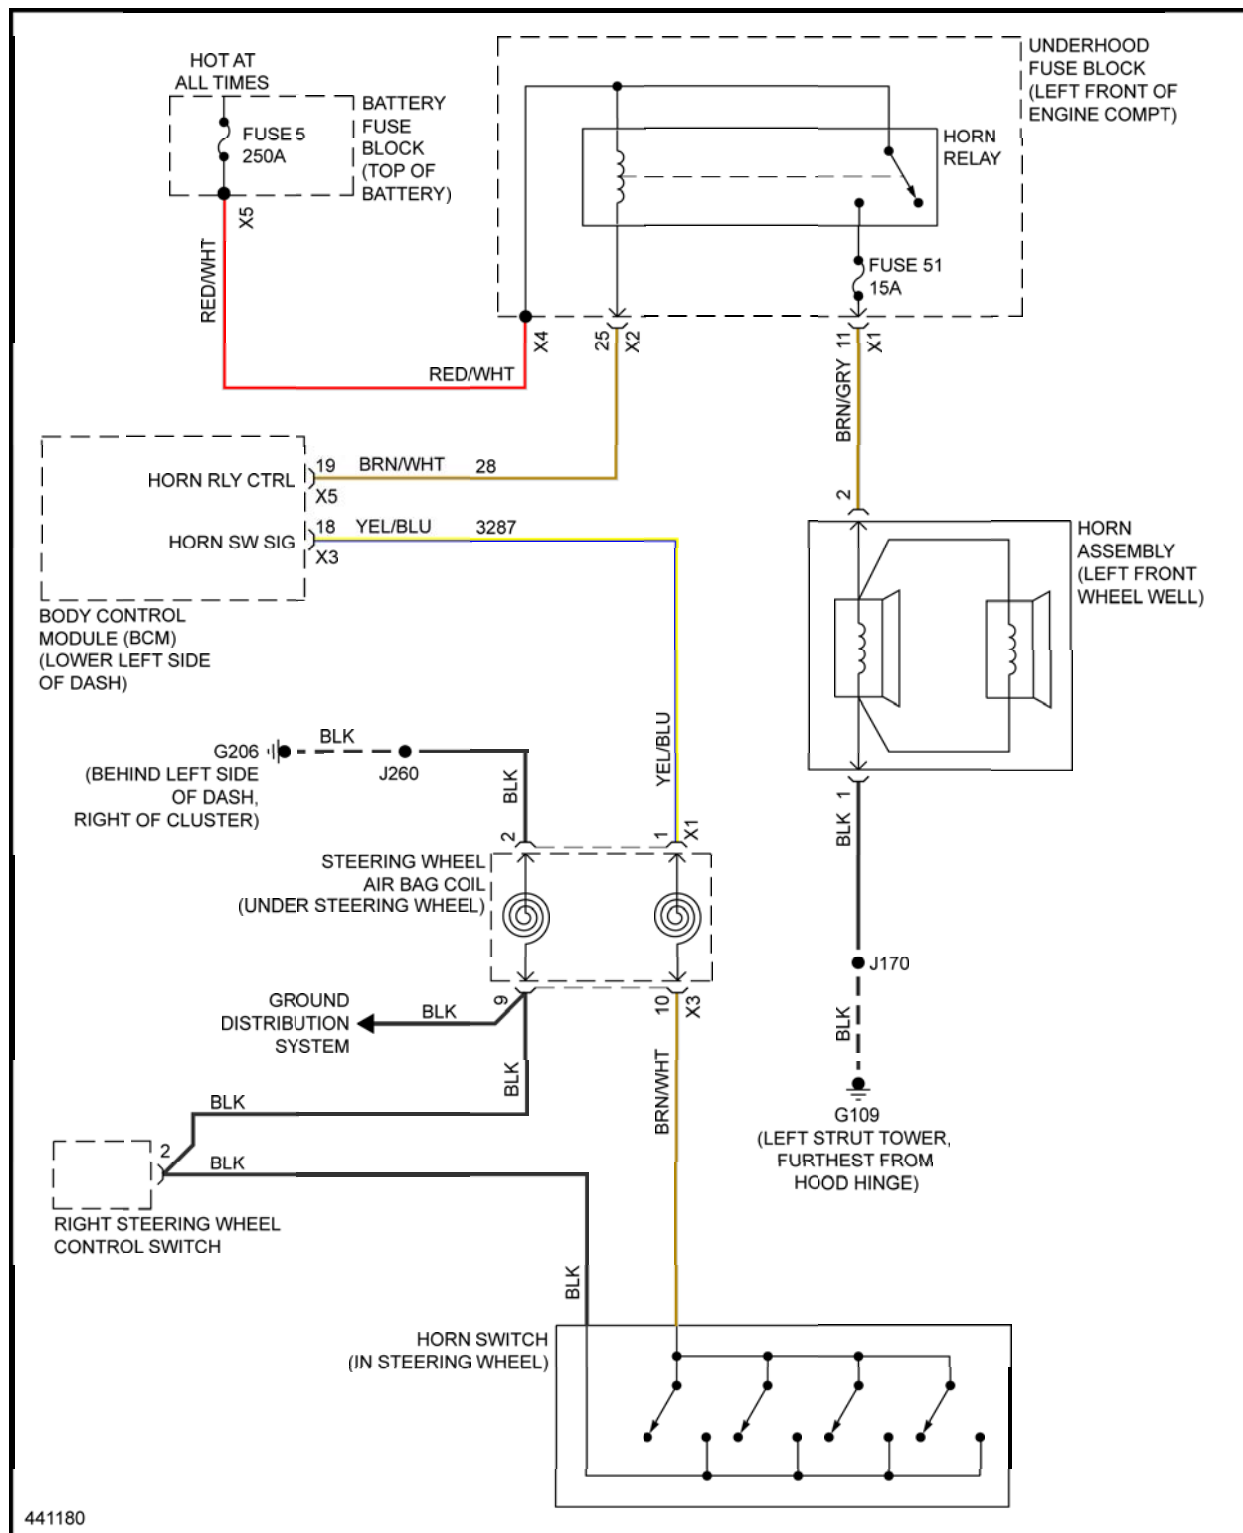 HOT AT
ALL TIMES
FUSE 5
250A
BATTERY
FUSE
BLOCK
(TOP OF
BATTERY)
X5
RED/WHT
RED/WHT
UNDERHOOD
FUSE BLOCK
(LEFT FRONT OF
ENGINE COMPT)
HORN
RELAY
FUSE 51
15A
X4
25
X2
11
X1
BRN/GRY
2
HORN RLY CTRL
19
BRN/WHT
28
X5
HORN SW SIG
18
YEL/BLU
3287
X3
BODY CONTROL
MODULE (BCM)
(LOWER LEFT SIDE
OF DASH)
HORN
ASSEMBLY
(LEFT FRONT
WHEEL WELL)
G206
BLK
J260
(BEHIND LEFT SIDE
OF DASH,
RIGHT OF CLUSTER)
BLK
YEL/BLU
2
1
X1
STEERING WHEEL
AIR BAG COIL
(UNDER STEERING WHEEL)
1
BLK
J170
BLK
G109
(LEFT STRUT TOWER,
FURTHEST FROM
HOOD HINGE)
9
10
X3
GROUND
DISTRIBUTION
SYSTEM
BLK
BLK
BRN/WHT
BLK
2
BLK
RIGHT STEERING WHEEL
CONTROL SWITCH
BLK
HORN SWITCH
(IN STEERING WHEEL)
441180